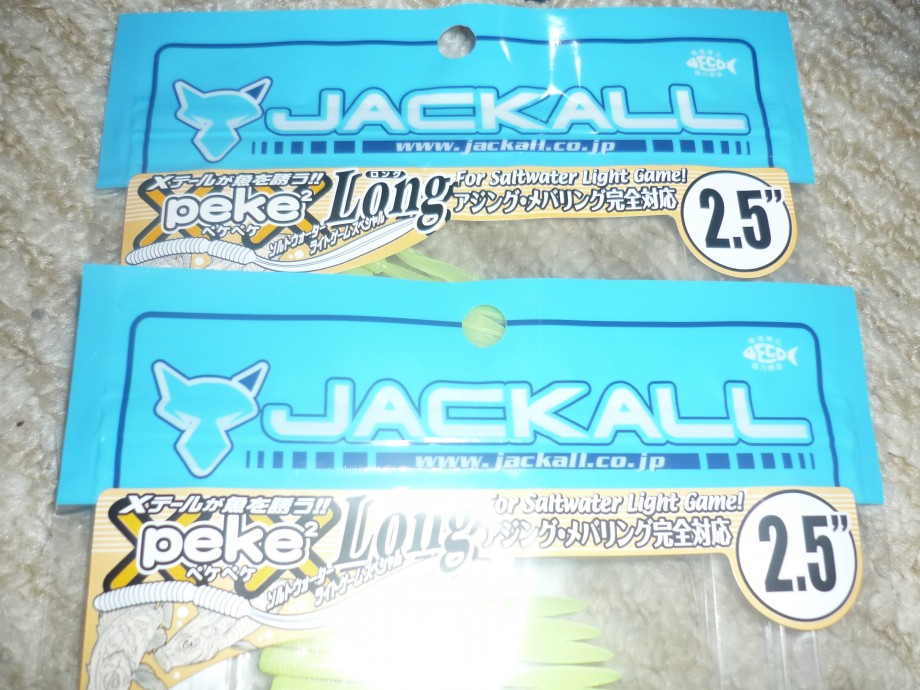 ECO
JACKALL
www.jackall.co.jp
Xテールが魚を誘う!!
peke²
ペケペケ
ロング
Long
ソルトウォーター
ライトゲームスペシャル
For Saltwater Light Game!
アジング・メバリング完全対応
2.5"
ECO
JACKALL
www.jackall.co.jp
Xテールが魚を誘う!!
peke²
ペケペケ
Long
ソルトウォーター
ライトゲームスペシャル
For Saltwater Light Game!
アジング・メバリング完全対応
2.5"